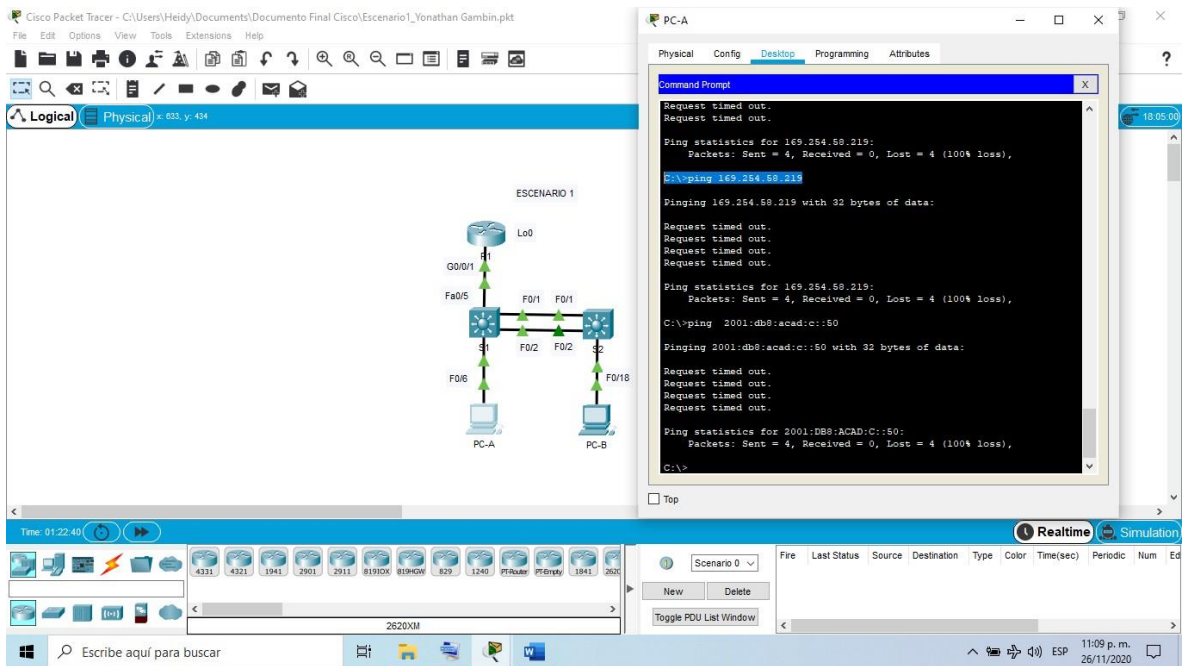 Cisco Packet Tracer - C:\Users\Heidy\Documents\Documento Final Cisco\Escenario1_Yonathan Gambin.pkt
File Edit Options View Tools Extensions Help
Logical
Physical
x: 633, y: 434
18:05:00
ESCENARIO 1
Lo0
R1
G0/0/1
Fa0/5
F0/1 F0/1
S1
F0/2 F0/2
S2
F0/6
F0/18
PC-A
PC-B
PC-A
Physical Config Desktop Programming Attributes
Command Prompt
X
Request timed out.
Request timed out.
Ping statistics for 169.254.58.219:
Packets: Sent = 4, Received = 0, Lost = 4 (100% loss),
C:\>ping 169.254.58.219
Pinging 169.254.58.219 with 32 bytes of data:
Request timed out.
Request timed out.
Request timed out.
Request timed out.
Ping statistics for 169.254.58.219:
Packets: Sent = 4, Received = 0, Lost = 4 (100% loss),
C:\>ping 2001:db8:acad:c::50
Pinging 2001:db8:acad:c::50 with 32 bytes of data:
Request timed out.
Request timed out.
Request timed out.
Request timed out.
Ping statistics for 2001:DB8:ACAD:C::50:
Packets: Sent = 4, Received = 0, Lost = 4 (100% loss),
C:\>
Top
Time: 01:22:40
Realtime
Simulation
4331 4321 1941 2901 2911 819IOX 819HGW 829 1240 PT-Router PT-Empty 1841 262
2620XM
Scenario 0
New Delete
Toggle PDU List Window
Fire Last Status Source Destination Type Color Time(sec) Periodic Num Ed
Escribe aquí para buscar
ESP
11:09 p. m.
26/11/2020